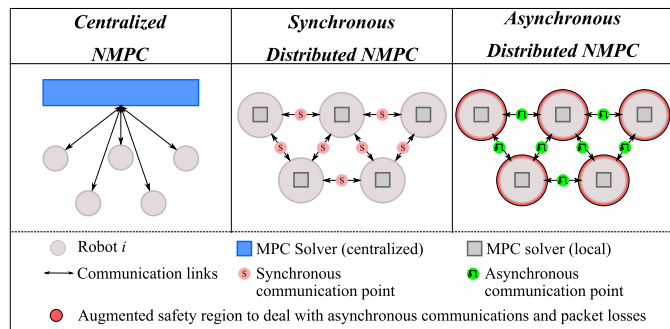 Centralized
NMPC
Synchronous
Distributed NMPC
Asynchronous
Distributed NMPC
S S
S S S S
S
Robot i
MPC Solver (centralized)
MPC solver (local)
Communication links
S Synchronous
communication point
Asynchronous
communication point
Augmented safety region to deal with asynchronous communications and packet losses